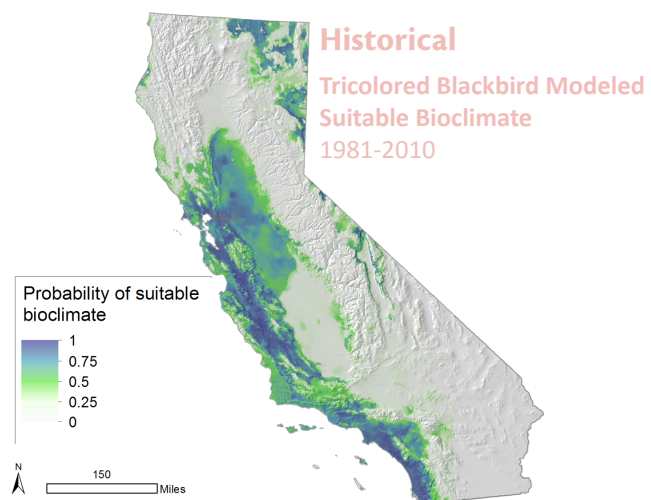 Historical
Tricolored Blackbird Modeled
Suitable Bioclimate
1981-2010
Probability of suitable
bioclimate
1
0.75
0.5
0.25
0
N
150
Miles